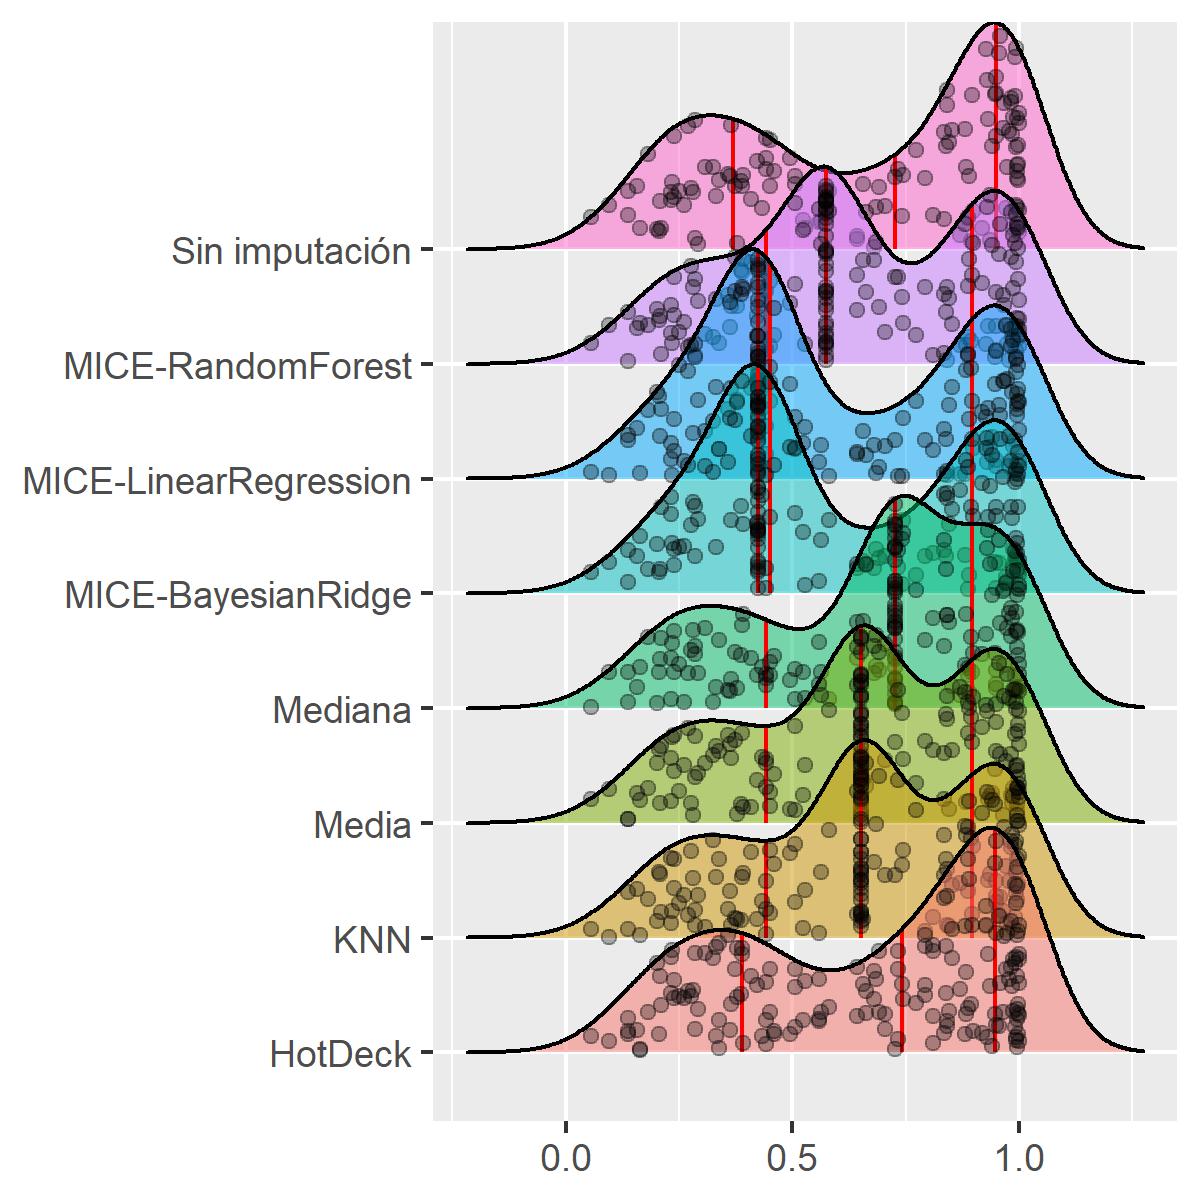 Sin imputación
MICE-RandomForest
MICE-LinearRegression
MICE-BayesianRidge
Mediana
Media
KNN
HotDeck
0.0 0.5 1.0